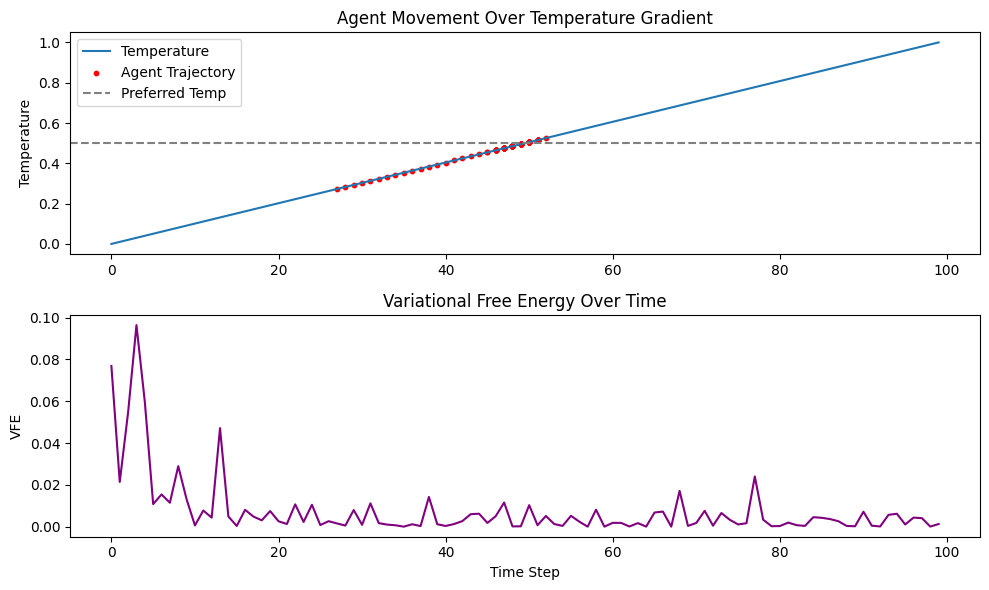 Agent Movement Over Temperature Gradient
Temperature
Agent Trajectory
Preferred Temp
Temperature
1.0
0.8
0.6
0.4
0.2
0.0
0 20 40 60 80 100
Variational Free Energy Over Time
VFE
0.10
0.08
0.06
0.04
0.02
0.00
0 20 40 60 80 100
Time Step